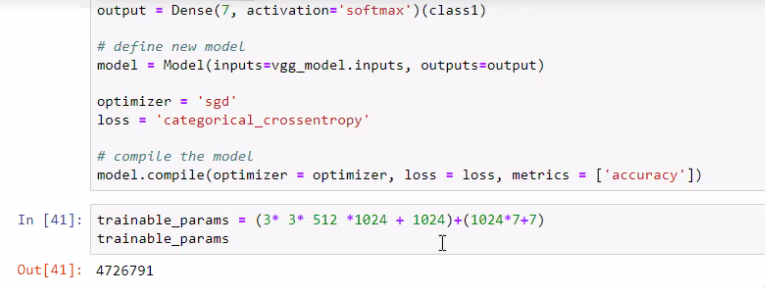 output = Dense(7, activation='softmax')(class1)
# define new model
model = Model(inputs=vgg_model.inputs, outputs=output)
optimizer = 'sgd'
loss = 'categorical_crossentropy'
# compile the model
model.compile(optimizer = optimizer, loss = loss, metrics = ['accuracy'])
In [41]: trainable_params = (3* 3* 512 *1024 + 1024)+(1024*7+7)
trainable_params
Out[41]: 4726791